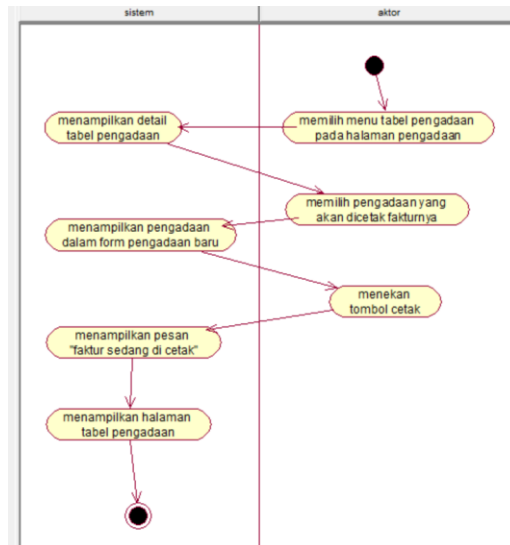 sistem
aktor
memilih menu tabel pengadaan
pada halaman pengadaan
menampilkan detail
tabel pengadaan
memilih pengadaan yang
akan dicetak fakturnya
menampilkan pengadaan
dalam form pengadaan baru
menekan
tombol cetak
menampilkan pesan
"faktur sedang di cetak"
menampilkan halaman
tabel pengadaan